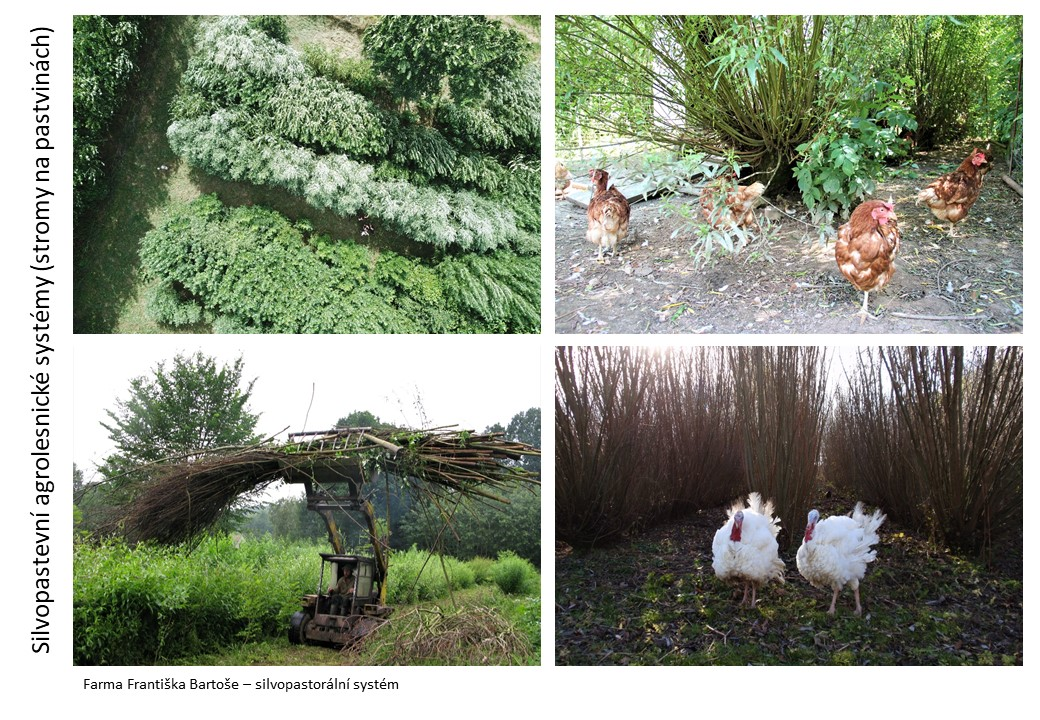 Silvopastevní agrolesnické systémy (stromy na pastvinách)
Farma Františka Bartoše – silvopastorální systém